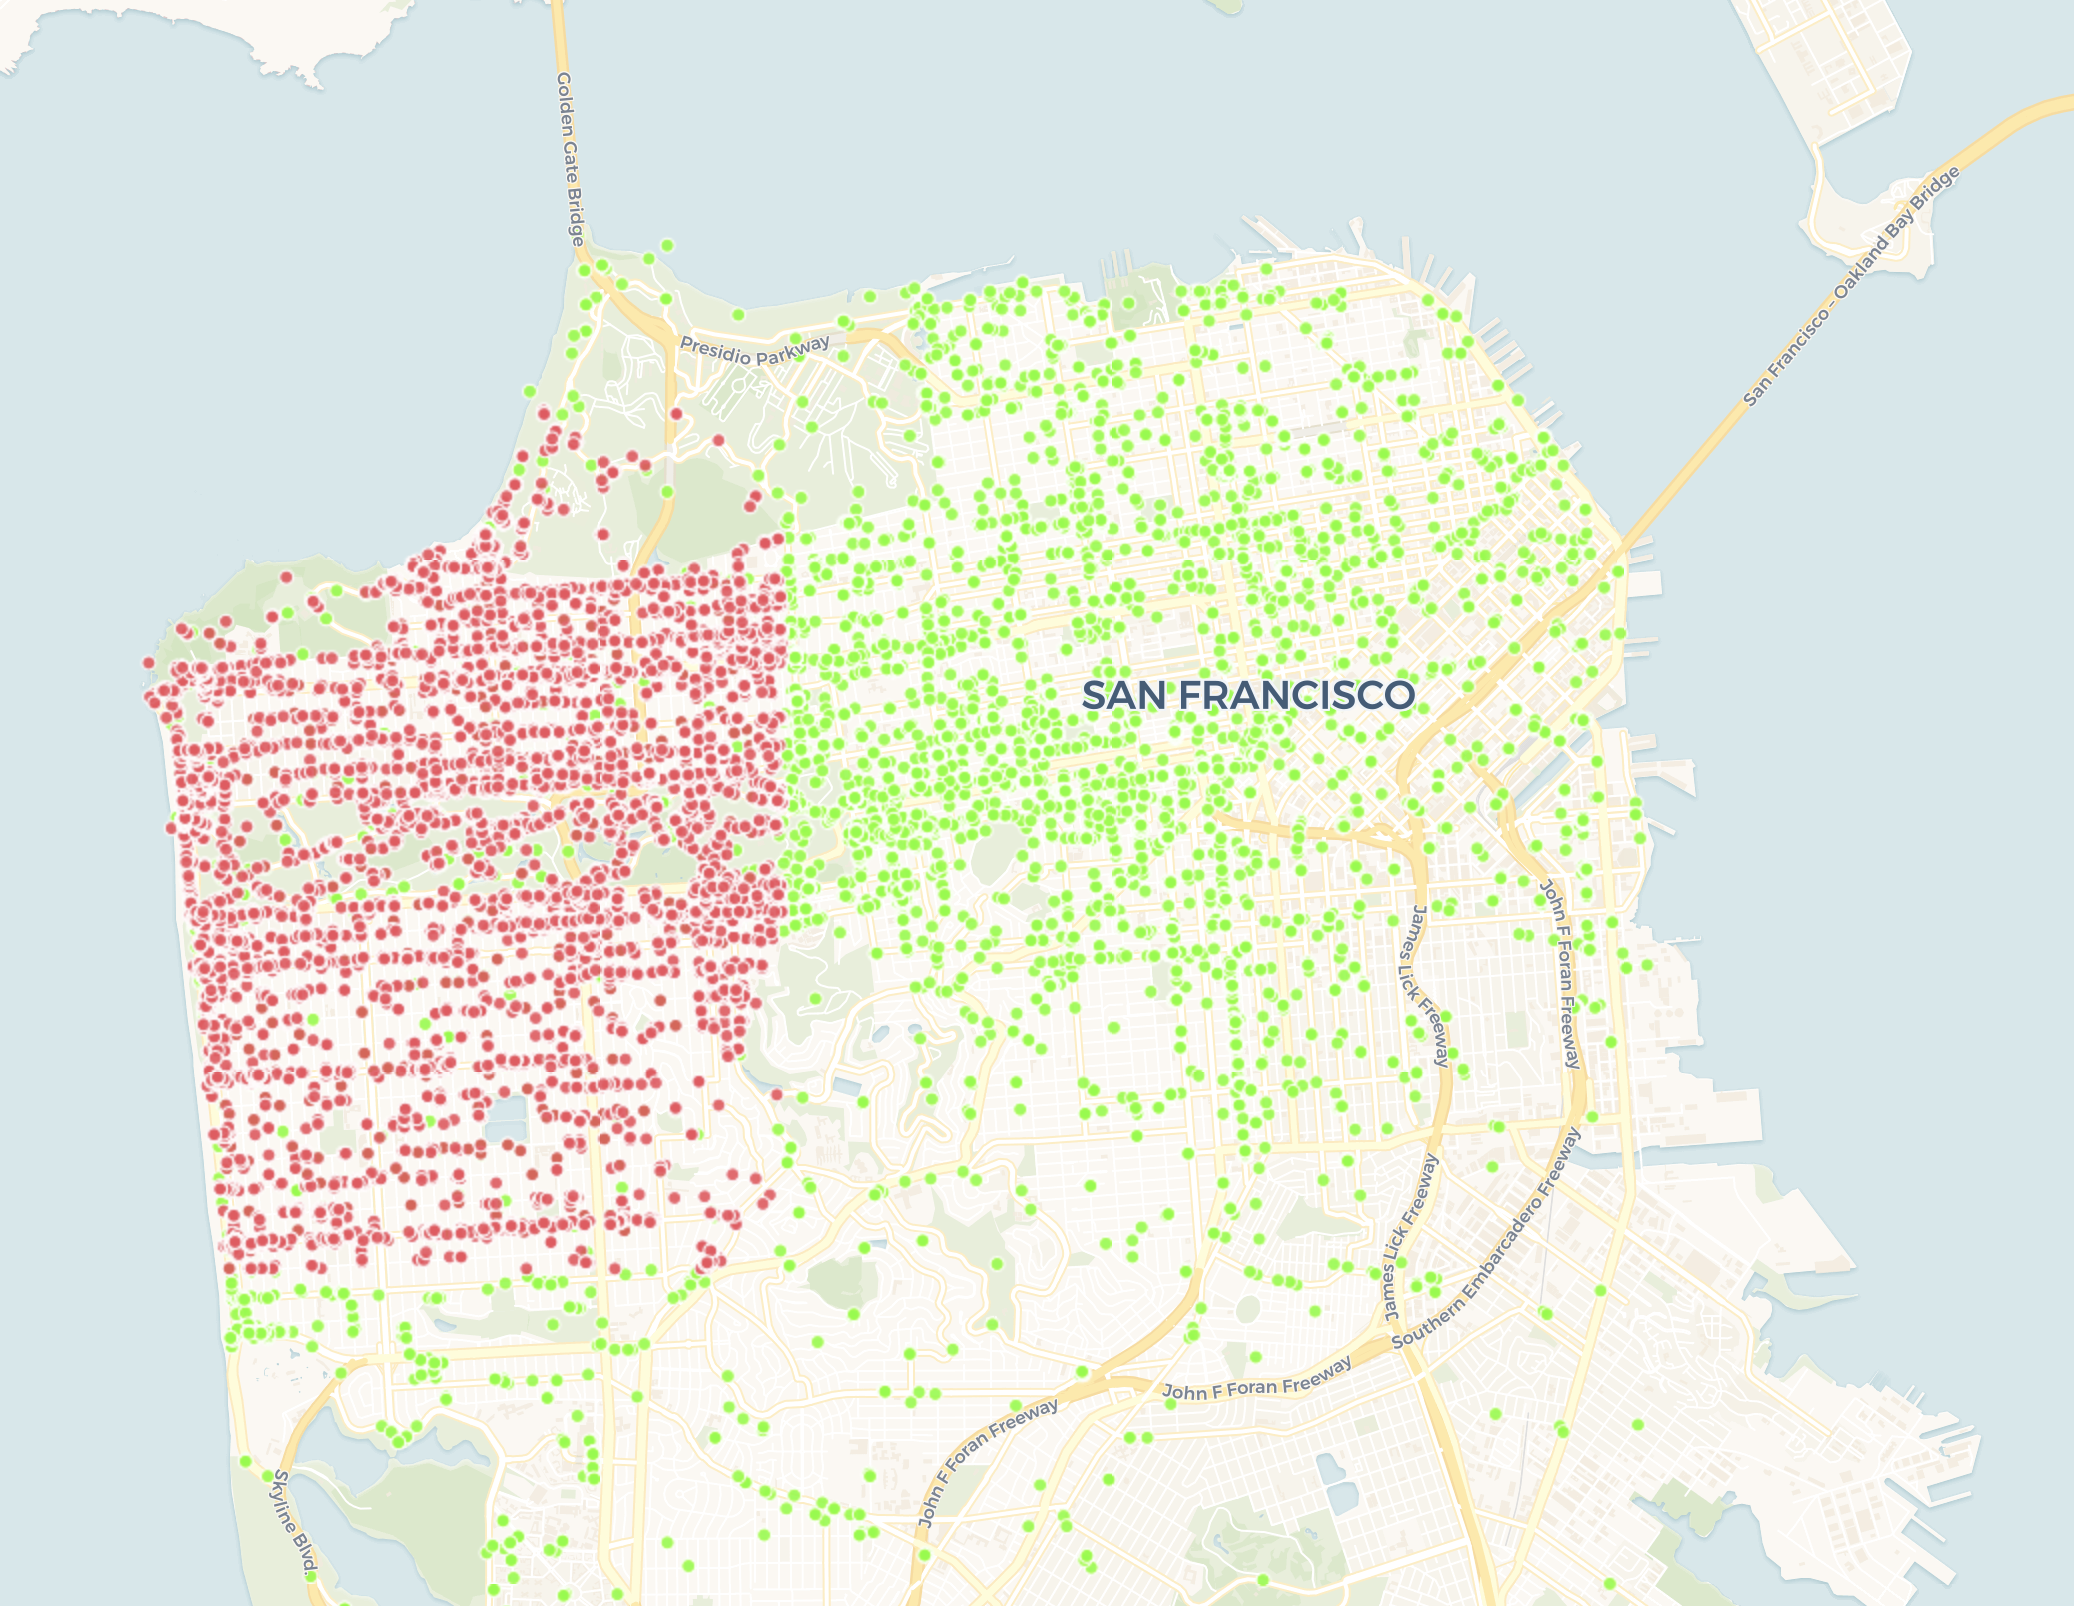 Golden Gate Bridge
San Francisco – Oakland Bay Bridge
Presidio Parkway
SAN FRANCISCO
James Lick Freeway
John F Foran Freeway
James Lick Freeway
Southern Embarcadero Freeway
John F Foran Freeway
John F Foran Freeway
Skyline Blvd.